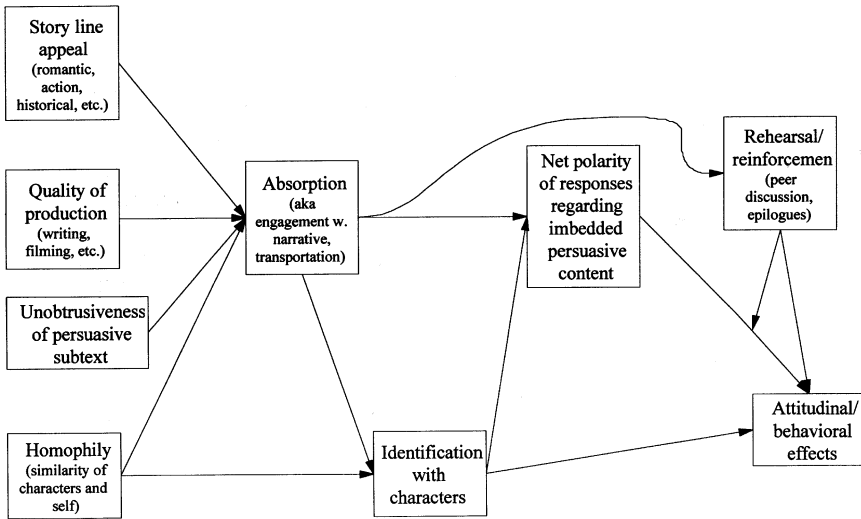 Story line
appeal
(romantic,
action,
historical, etc.)
Quality of
production
(writing,
filming, etc.)
Unobtrusiveness
of persuasive
subtext
Homophily
(similarity of
characters and
self)
Absorption
(aka
engagement w.
narrative,
transportation)
Identification
with
characters
Net polarity
of responses
regarding
imbedded
persuasive
content
Rehearsal/
reinforcemen
(peer
discussion,
epilogues)
Attitudinal/
behavioral
effects